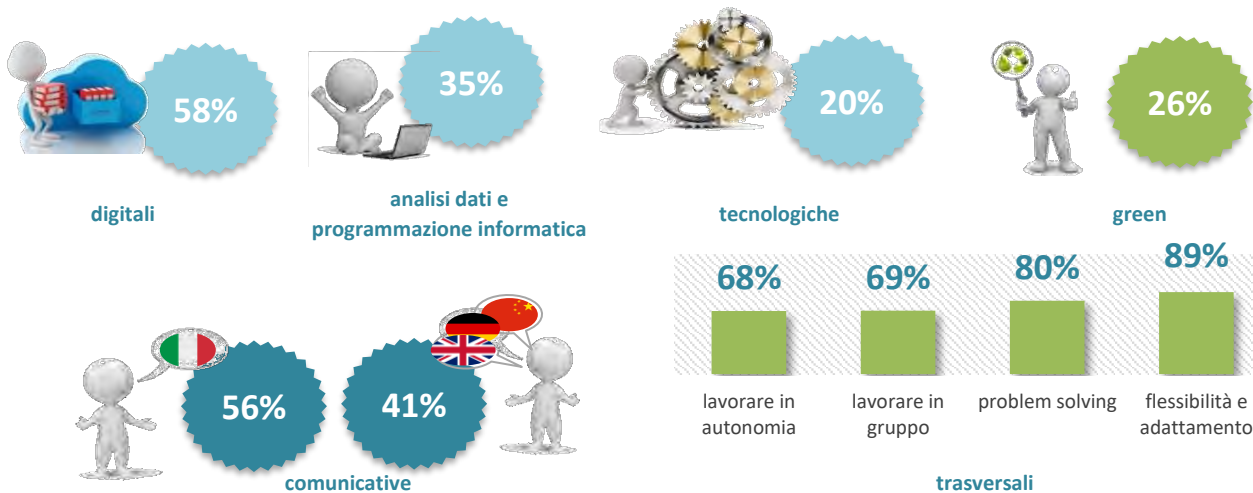 58%
35%
20%
26%
digitali
analisi dati e
programmazione informatica
tecnologiche
green
56%
41%
comunicative
68%
69%
80%
89%
lavorare in
autonomia
lavorare in
gruppo
problem solving
flessibilità e
adattamento
trasversali